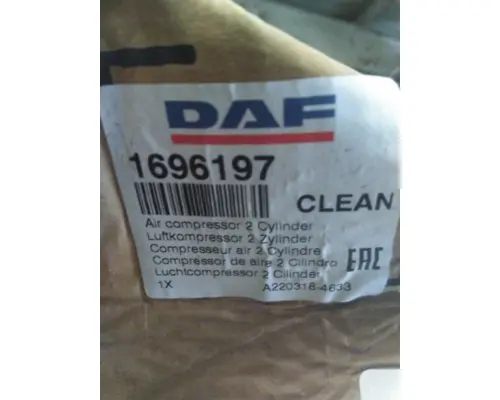 DAF
1696197
CLEAN
Air compressor 2 Cylinder
Luftkompressor 2 Zylinder
Compresseur air 2 Cylindre
Compresor de aire 2 Cilindro
Luchtcompressor 2 Cilinder
EAC
1X A220318-4633